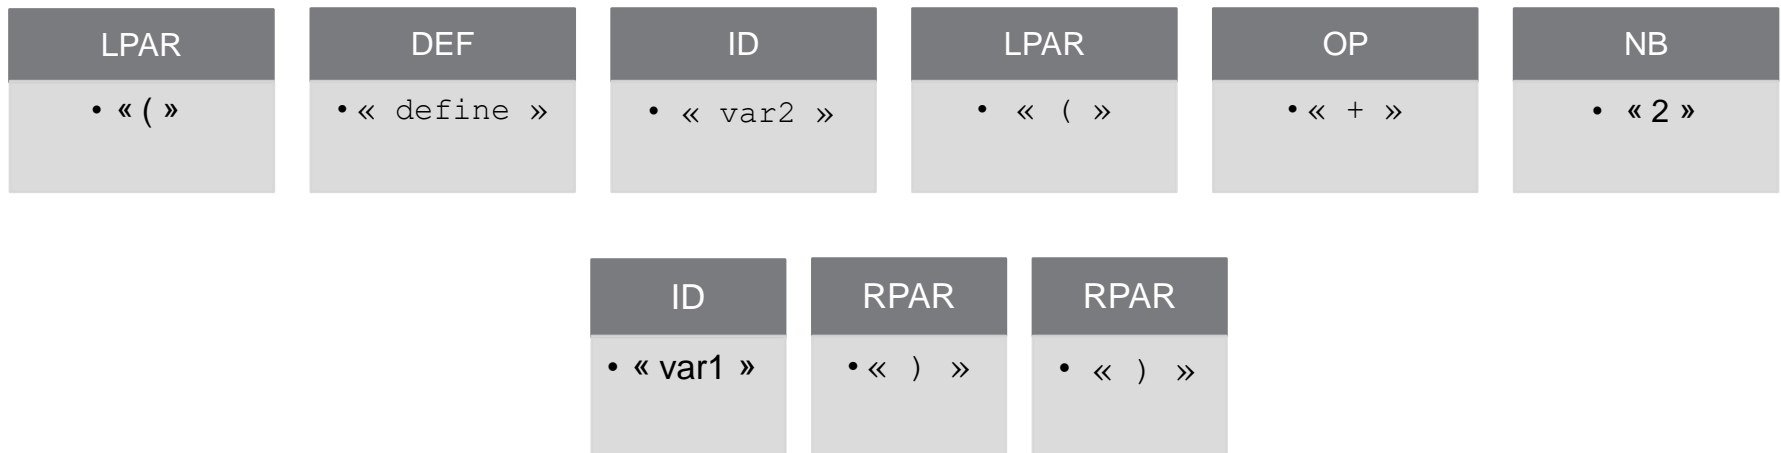 LPAR DEF ID LPAR OP NB
• « ( » • « define » • « var2 » • « ( » • « + » • « 2 »
ID RPAR RPAR
• « var1 » • « ) » • « ) »